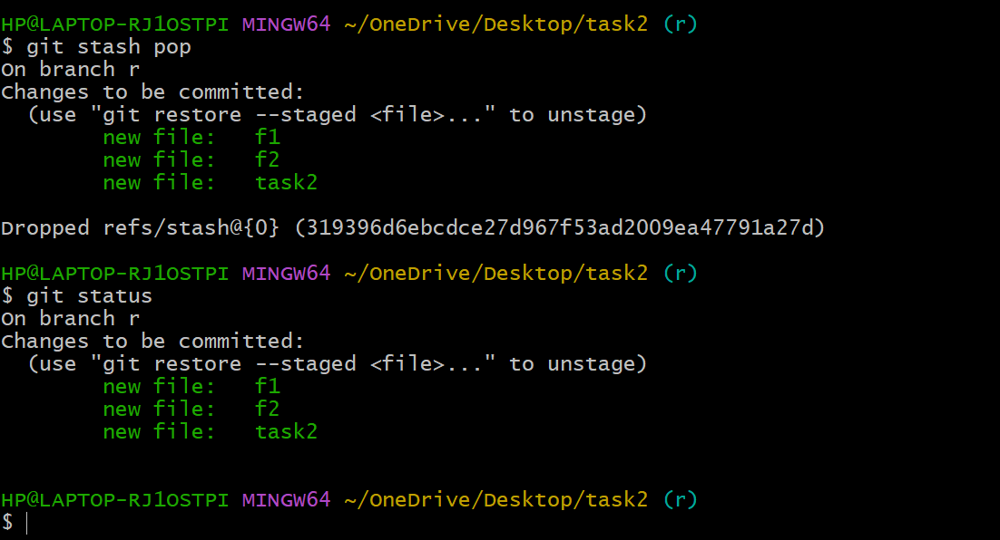 HP@LAPTOP-RJ1OSTPI MINGW64 ~/OneDrive/Desktop/task2 (r)
$ git stash pop
On branch r
Changes to be committed:
  (use "git restore --staged <file>..." to unstage)
        new file:   f1
        new file:   f2
        new file:   task2

Dropped refs/stash@{0} (319396d6ebcdce27d967f53ad2009ea47791a27d)

HP@LAPTOP-RJ1OSTPI MINGW64 ~/OneDrive/Desktop/task2 (r)
$ git status
On branch r
Changes to be committed:
  (use "git restore --staged <file>..." to unstage)
        new file:   f1
        new file:   f2
        new file:   task2


HP@LAPTOP-RJ1OSTPI MINGW64 ~/OneDrive/Desktop/task2 (r)
$